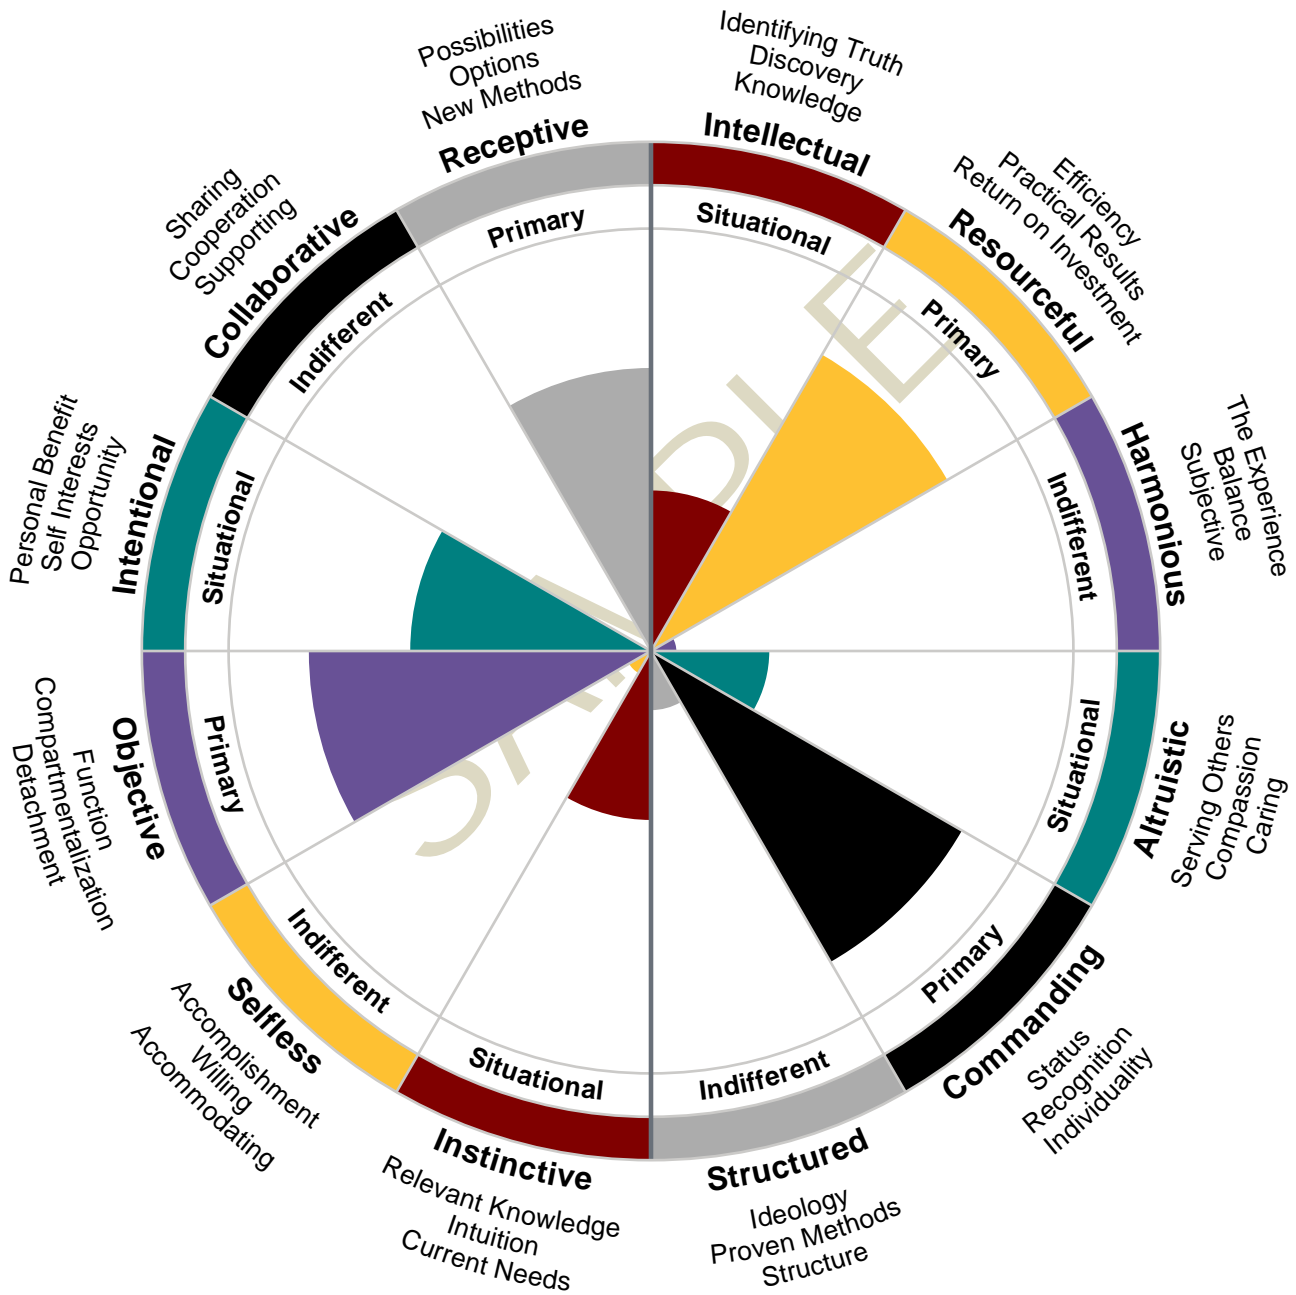 Identifying Truth
Discovery
Knowledge
Intellectual
Situational
Efficiency
Practical Results
Return on Investment
Resourceful
Primary
The Experience
Balance
Subjective
Harmonious
Indifferent
Altruistic
Serving Others
Compassion
Caring
Situational
Commanding
Status
Recognition
Individuality
Primary
Indifferent
Structured
Ideology
Proven Methods
Structure
Situational
Instinctive
Relevant Knowledge
Intuition
Current Needs
Indifferent
Selfless
Accomplishment
Willing
Accommodating
Primary
Objective
Function
Compartmentalization
Detachment
Personal Benefit
Self Interests
Opportunity
Intentional
Situational
Sharing
Cooperation
Supporting
Collaborative
Indifferent
Possibilities
Options
New Methods
Receptive
Primary
SAMPLE